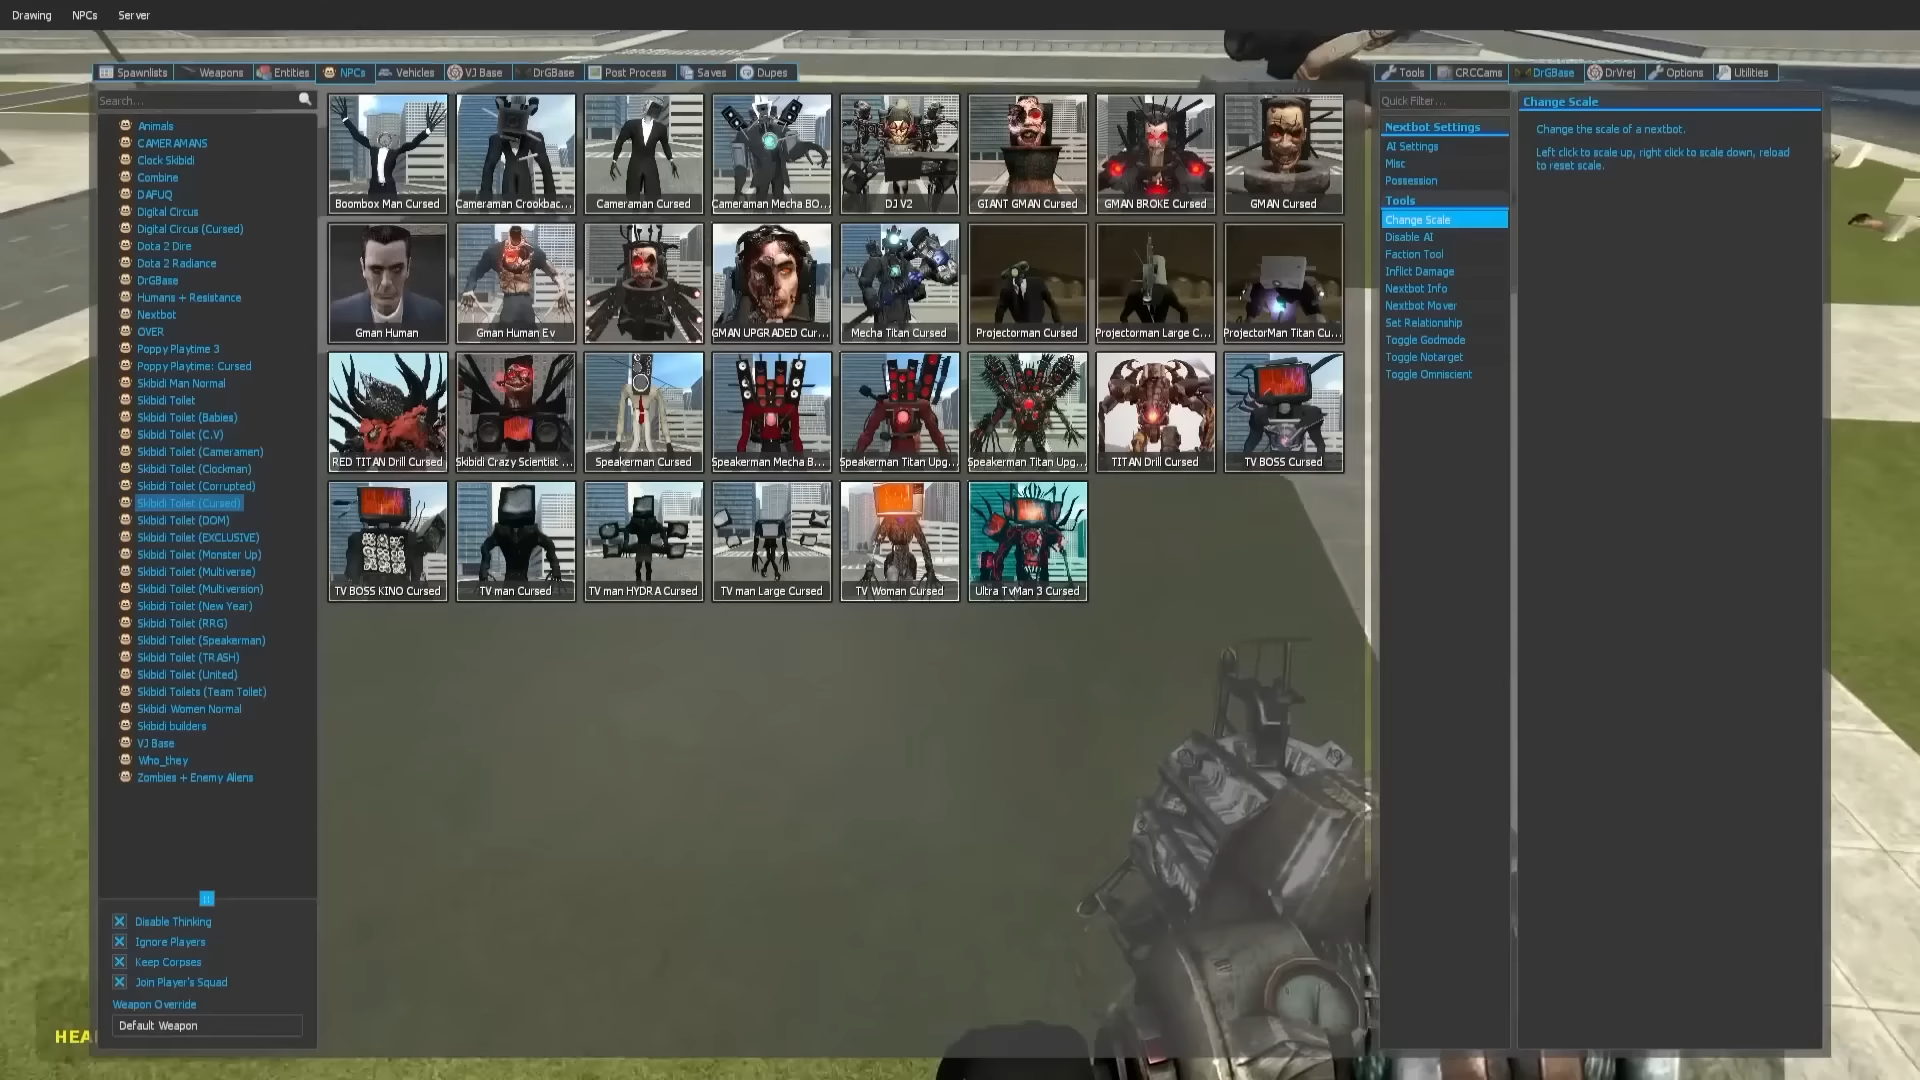 Drawing NPCs Server
Spawnlists Weapons Entities NPCs Vehicles VJ Base DrGBase Post Process Saves Dupes
Tools CRCCams DrGBase DrVrej Options Utilities
Search...
Animals
CAMERAMANS
Clock Skibidi
Combine
DAFUQ
Digital Circus
Digital Circus (Cursed)
Dota 2 Dire
Dota 2 Radiance
DrGBase
Humans + Resistance
Nextbot
OVER
Poppy Playtime 3
Poppy Playtime: Cursed
Skibidi Man Normal
Skibidi Toilet
Skibidi Toilet (Babies)
Skibidi Toilet (C.V)
Skibidi Toilet (Cameramen)
Skibidi Toilet (Clockman)
Skibidi Toilet (Corrupted)
Skibidi Toilet (Cursed)
Skibidi Toilet (DOM)
Skibidi Toilet (EXCLUSIVE)
Skibidi Toilet (Monster Up)
Skibidi Toilet (Multiverse)
Skibidi Toilet (Multiversion)
Skibidi Toilet (New Year)
Skibidi Toilet (RRG)
Skibidi Toilet (Speakerman)
Skibidi Toilet (TRASH)
Skibidi Toilet (United)
Skibidi Toilets (Team Toilet)
Skibidi Women Normal
Skibidi builders
VJ Base
Who_they
Zombies + Enemy Aliens
Disable Thinking
Ignore Players
Keep Corpses
Join Player's Squad
Weapon Override
Default Weapon
HEA
Boombox Man Cursed Cameraman Crookbac... Cameraman Cursed Cameraman Mecha BO... DJ V2 GIANT GMAN Cursed GMAN BROKE Cursed GMAN Cursed
Gman Human Gman Human Ev GMAN UPGRADED Cur... Mecha Titan Cursed Projectorman Cursed Projectorman Large C... ProjectorMan Titan Cu...
RED TITAN Drill Cursed Skibidi Crazy Scientist ... Speakerman Cursed Speakerman Mecha B... Speakerman Titan Upg... Speakerman Titan Upg... TITAN Drill Cursed TV BOSS Cursed
TV BOSS KINO Cursed TV man Cursed TV man HYDRA Cursed TV man Large Cursed TV Woman Cursed Ultra TvMan 3 Cursed
Quick Filter...
Nextbot Settings
AI Settings
Misc
Possession
Tools
Change Scale
Disable AI
Faction Tool
Inflict Damage
Nextbot Info
Nextbot Mover
Set Relationship
Toggle Godmode
Toggle Notarget
Toggle Omniscient
Change Scale
Change the scale of a nextbot.
Left click to scale up, right click to scale down, reload
to reset scale.